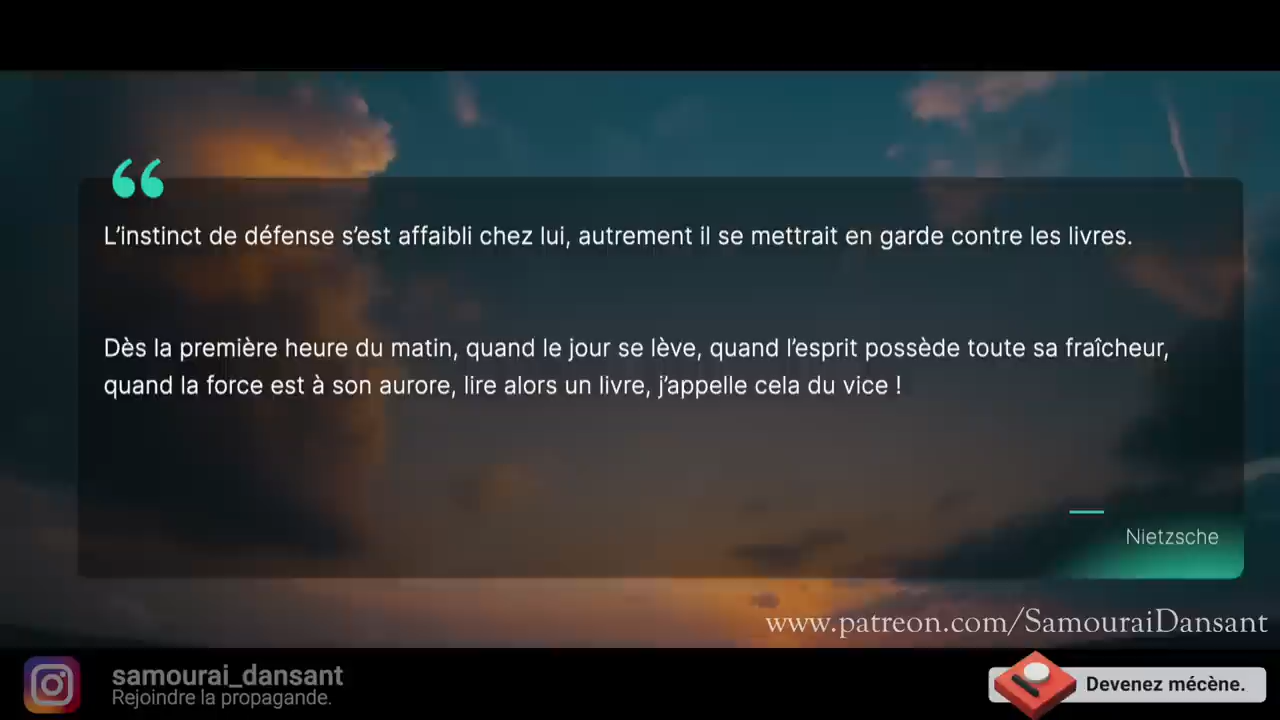 L’instinct de défense s’est affaibli chez lui, autrement il se mettrait en garde contre les livres.
Dès la première heure du matin, quand le jour se lève, quand l’esprit possède toute sa fraîcheur,
quand la force est à son aurore, lire alors un livre, j’appelle cela du vice !
Nietzsche
www.patreon.com/SamouraiDansant
samourai_dansant
Rejoindre la propagande.
Devenez mécène.